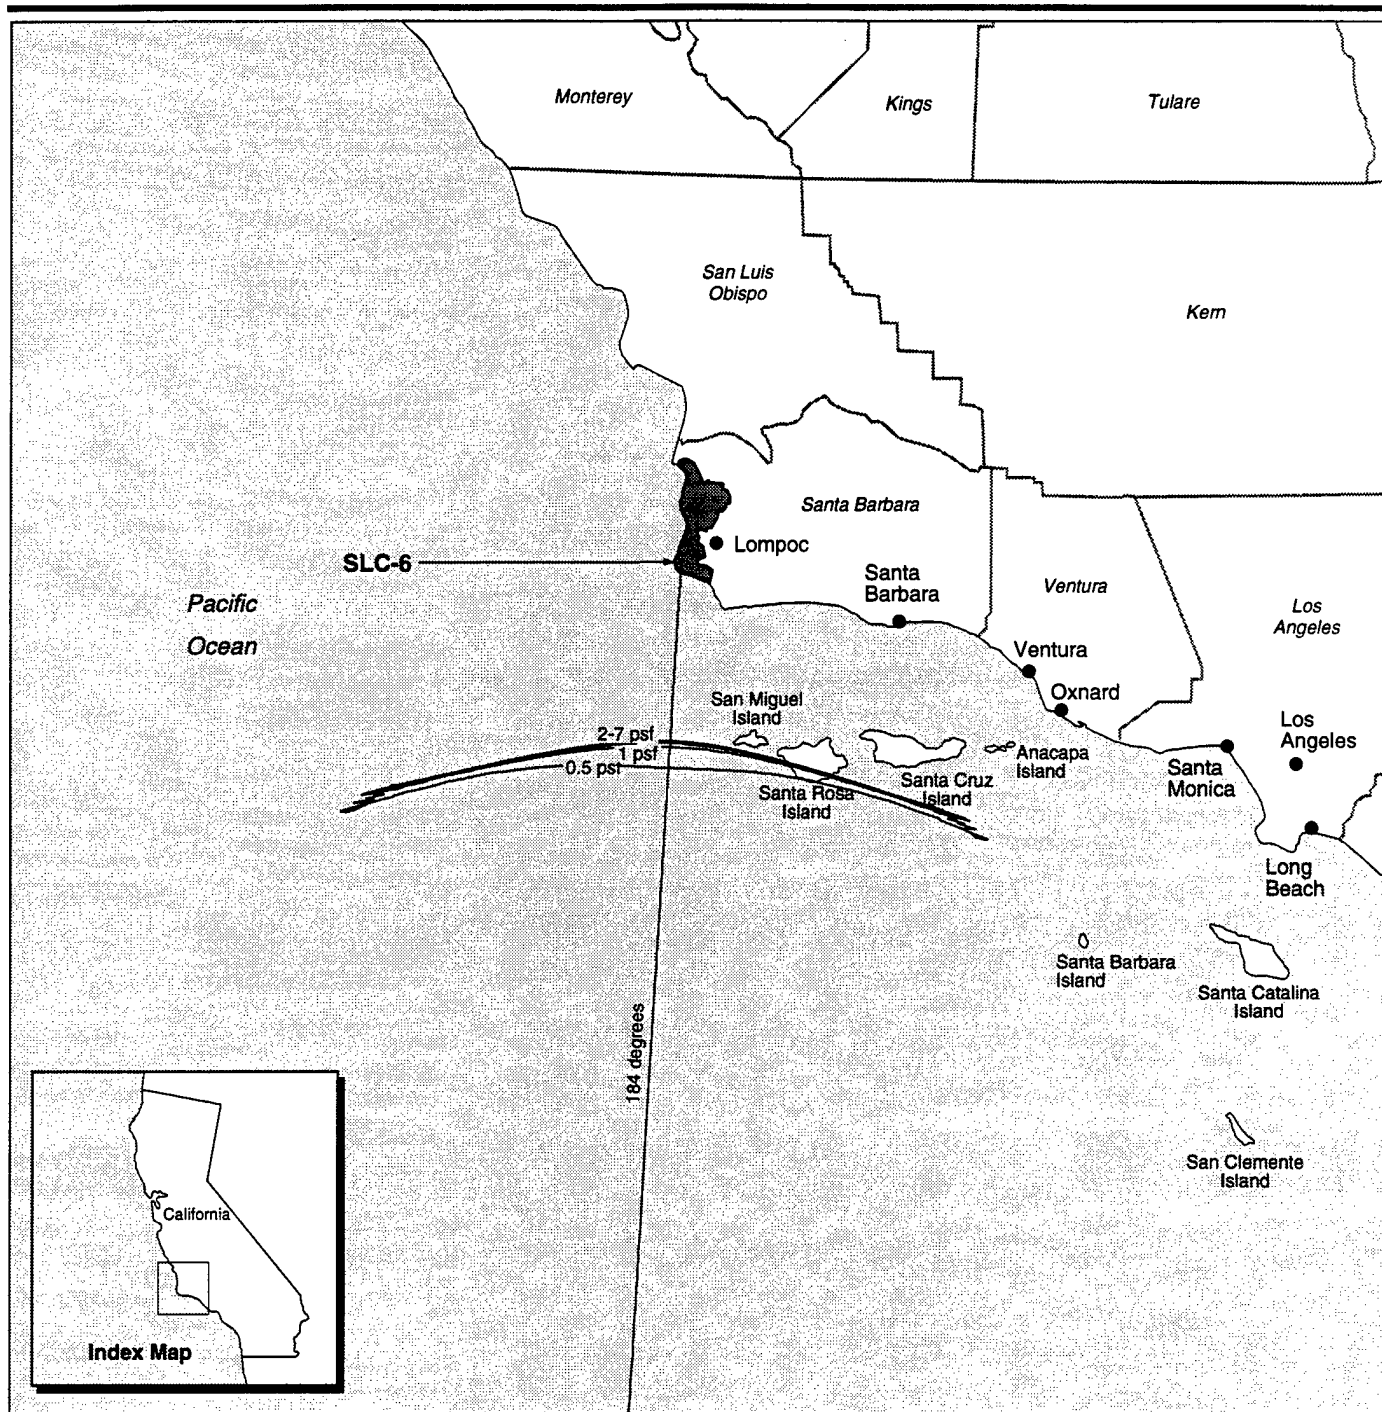 Monterey
Kings
Tulare
San Luis
Obispo
Kern
Santa Barbara
Lompoc
SLC-6
Santa
Barbara
Ventura
Los
Angeles
Pacific
Ocean
Ventura
Oxnard
San Miguel
Island
Los
Angeles
2-7 psf
1 psf
0.5 psf
Anacapa
Island
Santa
Monica
Santa Cruz
Island
Santa Rosa
Island
Long
Beach
Santa Barbara
Island
Santa Catalina
Island
184 degrees
San Clemente
Island
California
Index Map